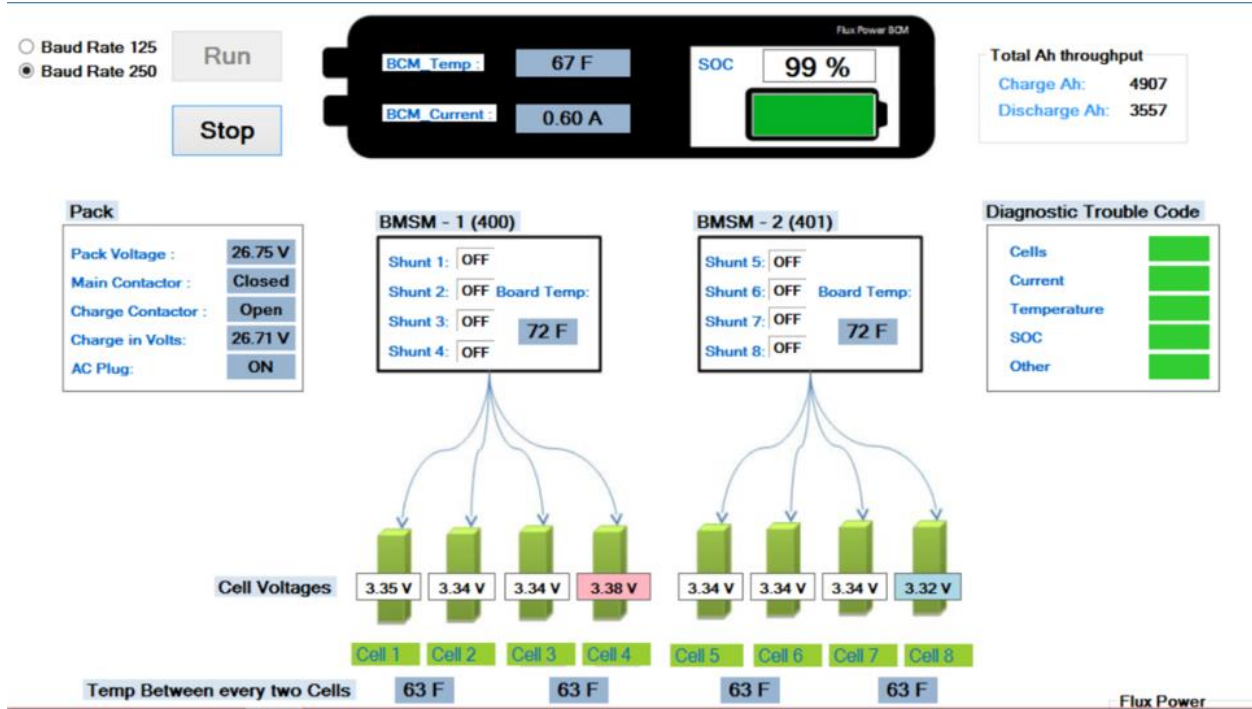 Baud Rate 125
Baud Rate 250
Run
Stop
Flux Power BCM
BCM_Temp :
67 F
BCM_Current :
0.60 A
SOC
99 %
Total Ah throughput
Charge Ah: 4907
Discharge Ah: 3557
Pack
Pack Voltage : 26.75 V
Main Contactor : Closed
Charge Contactor : Open
Charge in Volts: 26.71 V
AC Plug: ON
BMSM - 1 (400)
Shunt 1: OFF
Shunt 2: OFF Board Temp:
Shunt 3: OFF 72 F
Shunt 4: OFF
BMSM - 2 (401)
Shunt 5: OFF
Shunt 6: OFF Board Temp:
Shunt 7: OFF 72 F
Shunt 8: OFF
Diagnostic Trouble Code
Cells
Current
Temperature
SOC
Other
Cell Voltages 3.35 V 3.34 V 3.34 V 3.38 V 3.34 V 3.34 V 3.34 V 3.32 V
Cell 1 Cell 2 Cell 3 Cell 4 Cell 5 Cell 6 Cell 7 Cell 8
Temp Between every two Cells 63 F 63 F 63 F 63 F
Flux Power